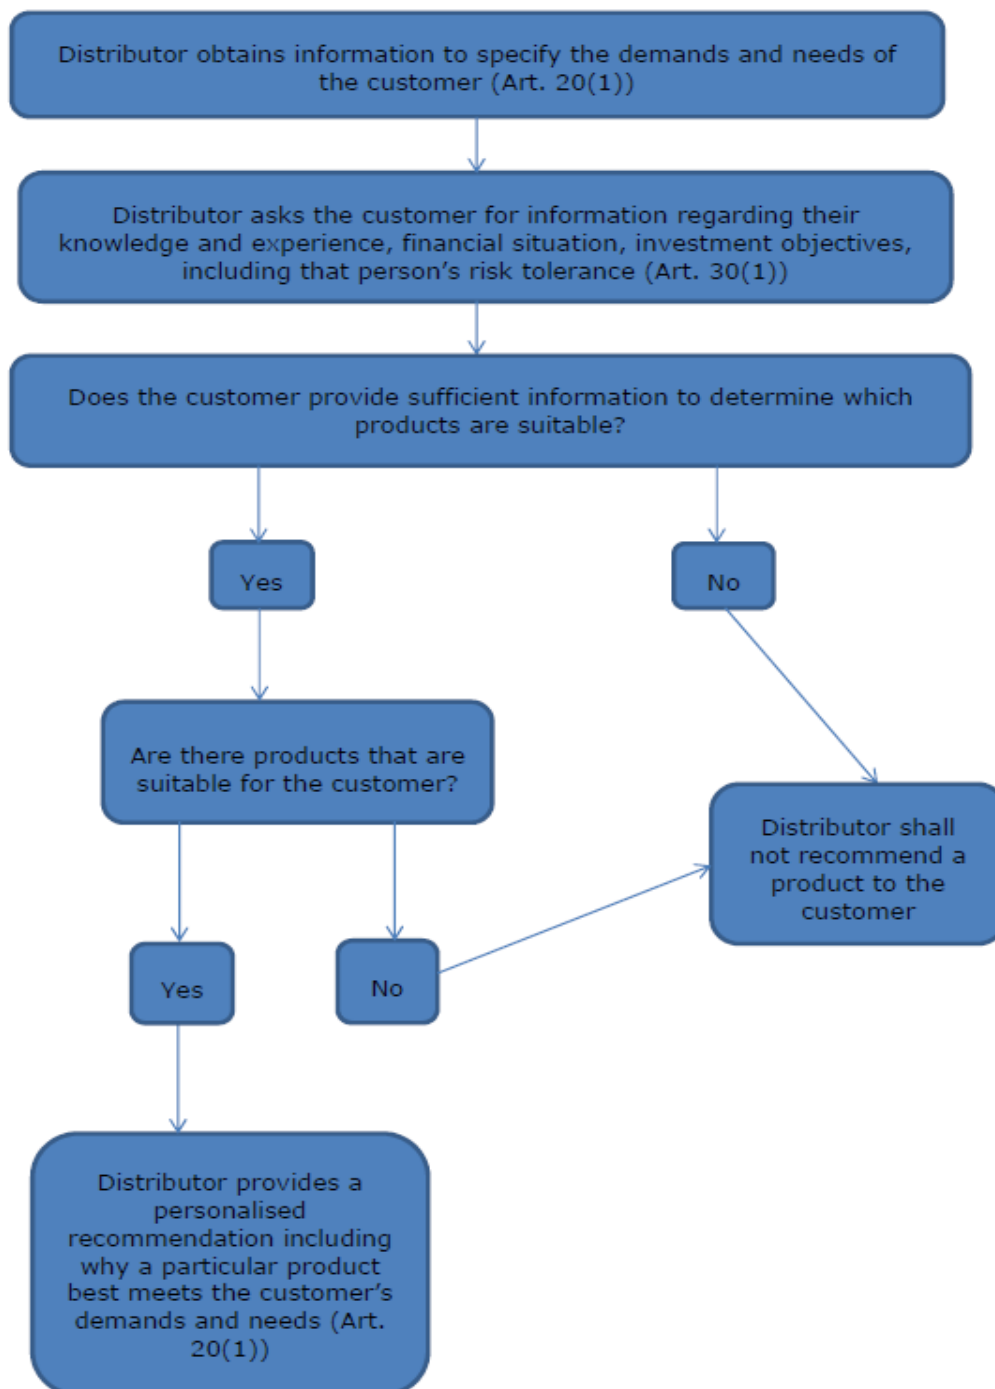 Distributor obtains information to specify the demands and needs of
the customer (Art. 20(1))
Distributor asks the customer for information regarding their
knowledge and experience, financial situation, investment objectives,
including that person's risk tolerance (Art. 30(1))
Does the customer provide sufficient information to determine which
products are suitable?
Yes
No
Are there products that are
suitable for the customer?
Distributor shall
not recommend a
product to the
customer
Yes
No
Distributor provides a
personalised
recommendation including
why a particular product
best meets the customer's
demands and needs (Art.
20(1))